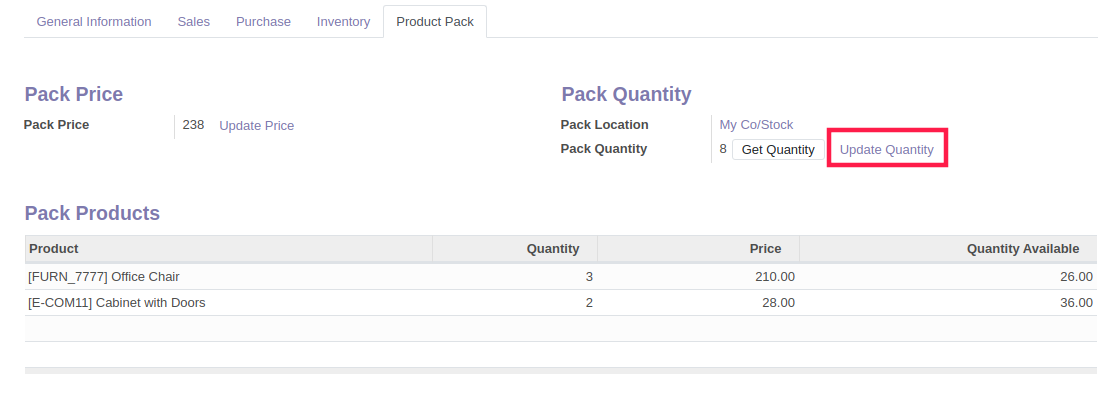 General Information Sales Purchase Inventory Product Pack
Pack Price Pack Quantity
Pack Price 238 Update Price Pack Location My Co/Stock
Pack Quantity 8 Get Quantity Update Quantity
Pack Products
Product Quantity Price Quantity Available
[FURN_7777] Office Chair 3 210.00 26.00
[E-COM11] Cabinet with Doors 2 28.00 36.00